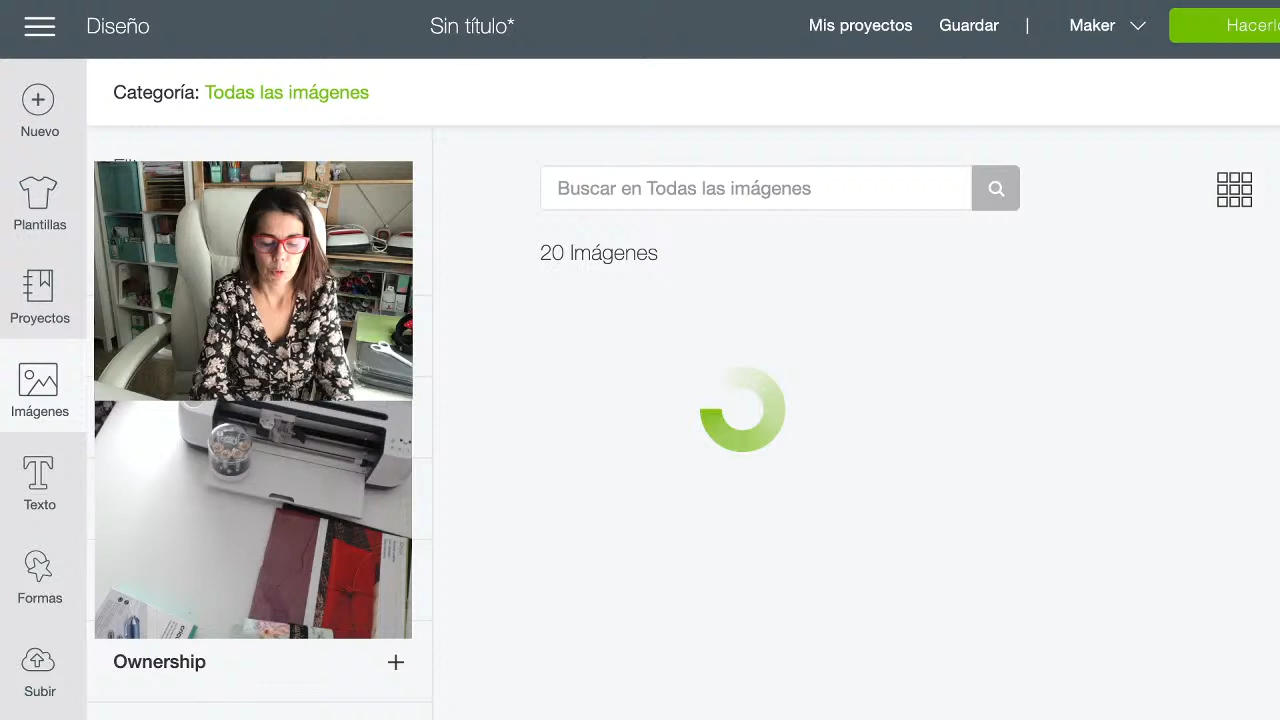 Diseño
Sin título*
Mis proyectos
Guardar
|
Maker
Categoría: Todas las imágenes
Nuevo
Plantillas
Proyectos
Imágenes
Texto
Formas
Subir
Buscar en Todas las imágenes
20 Imágenes
Ownership